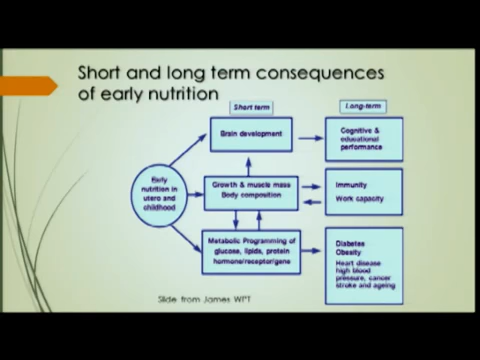 Short and long term consequences
of early nutrition
Short term
Long-term
Brain development
Cognitive &
educational
performance
Early
nutrition in
utero and
childhood
Growth & muscle mass
Body composition
Immunity
Work capacity
Metabolic Programming of
glucose, lipids, protein
hormone/receptor/gene
Diabetes
Obesity
Heart disease
high blood
pressure, cancer
stroke and ageing
Slide from James WPT